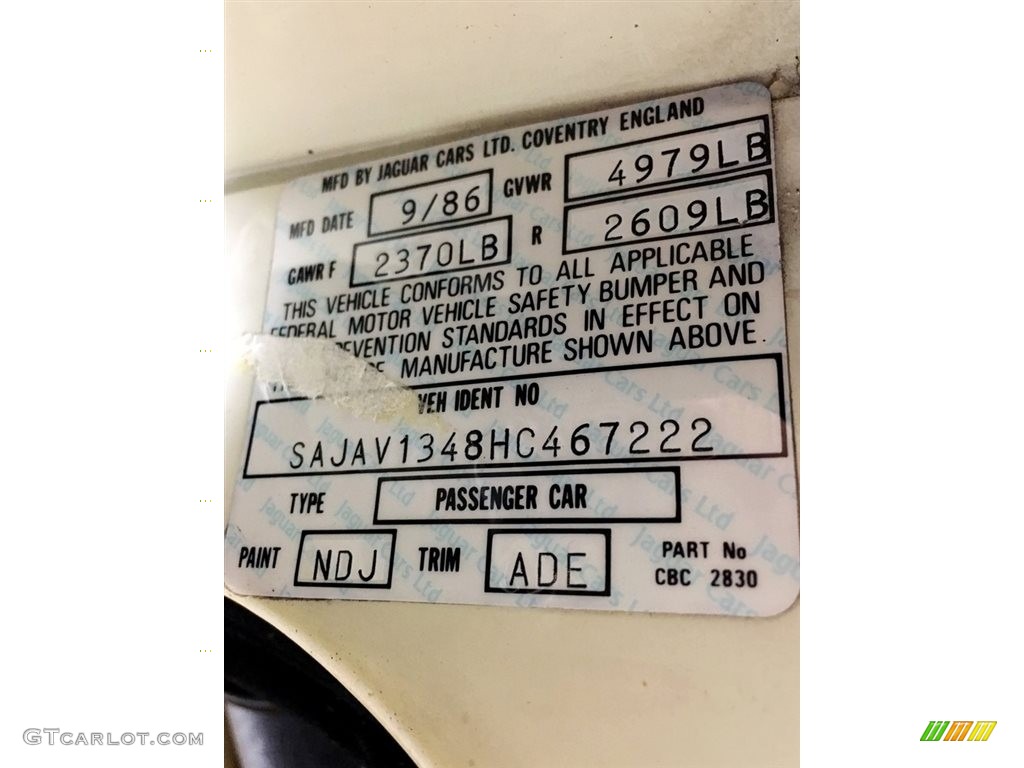 MFD BY JAGUAR CARS LTD. COVENTRY ENGLAND
MFD DATE 9/86 GVWR 4979LB
GAWR F 2370LB R 2609LB
THIS VEHICLE CONFORMS TO ALL APPLICABLE
FEDERAL MOTOR VEHICLE SAFETY BUMPER AND
STANDARDS IN EFFECT ON
MANUFACTURE SHOWN ABOVE.
VEH IDENT NO
SAJAV1348HC467222
TYPE PASSENGER CAR
PAINT NDJ TRIM ADE PART No
CBC 2830
GTCARLOT.COM